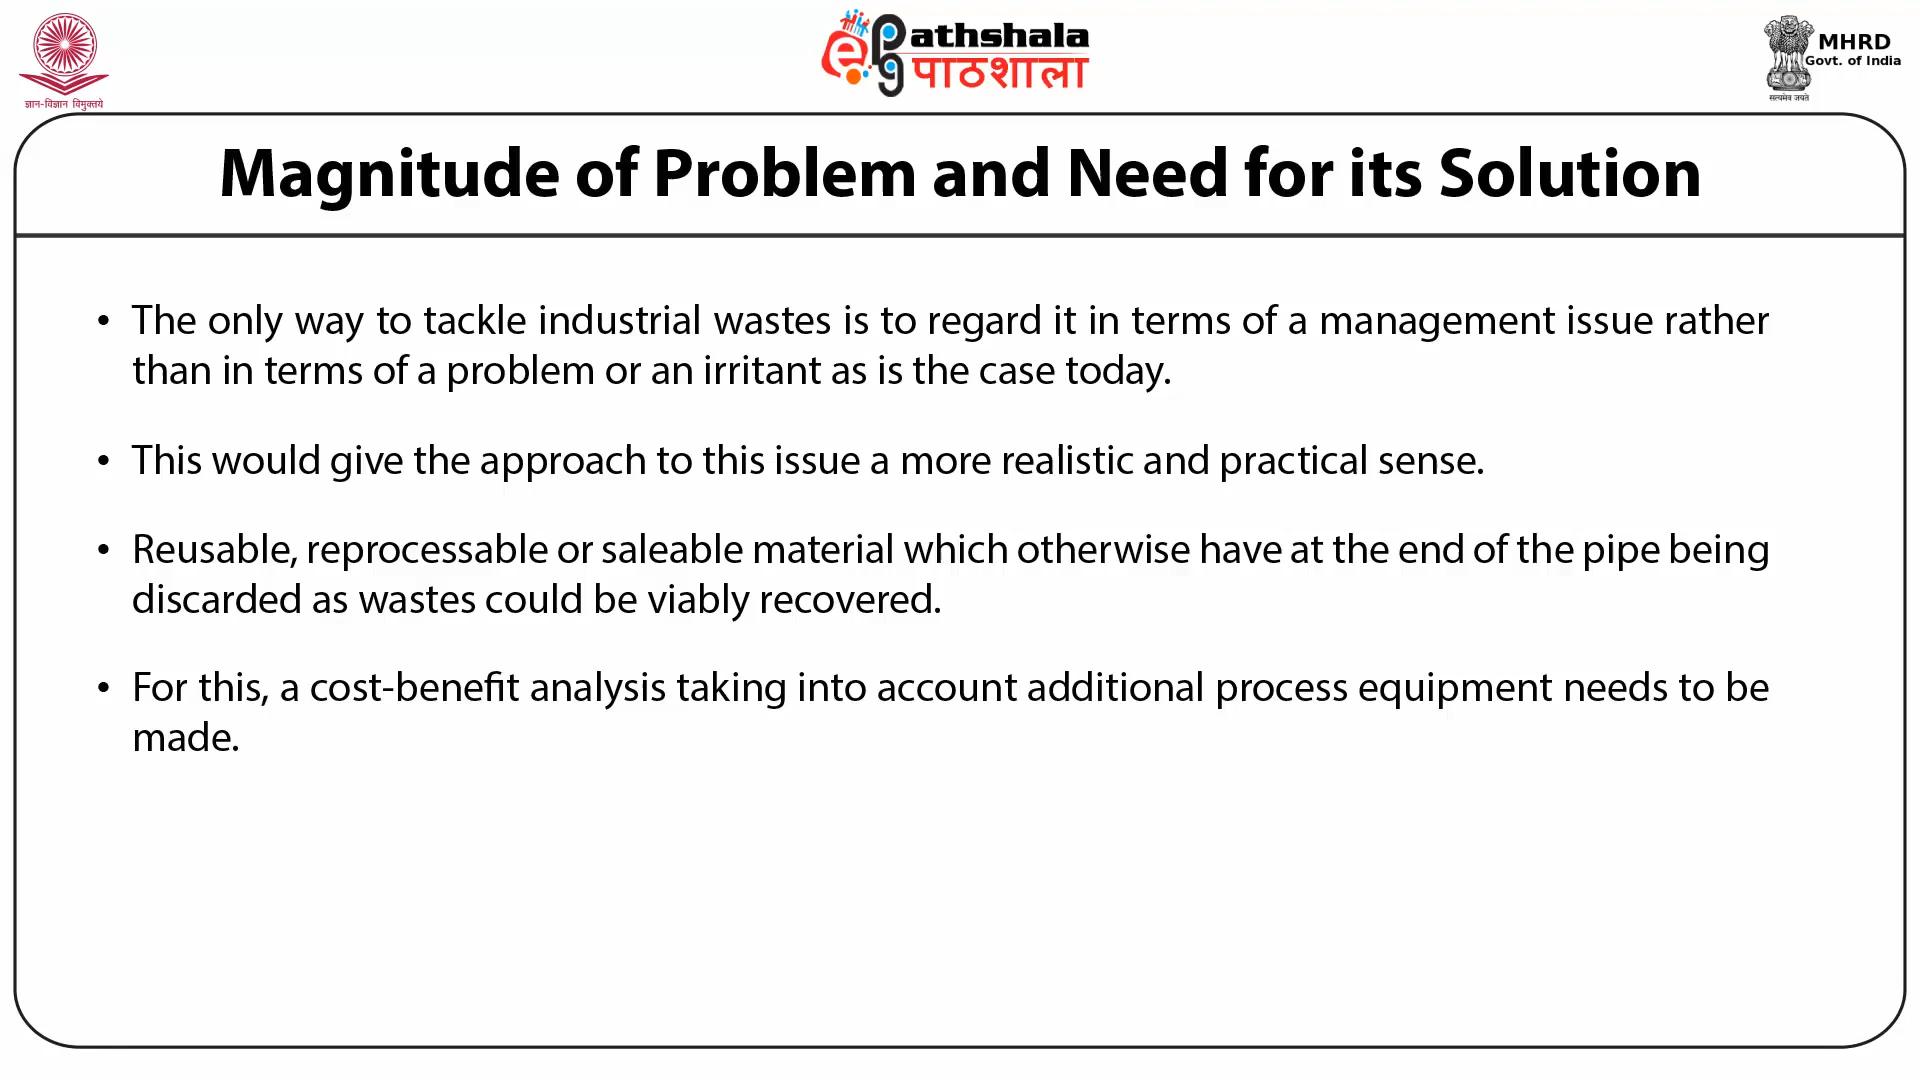 ज्ञान-विज्ञान विमुक्तये
e PG athshala
पाठशाला
MHRD
Govt. of India
सत्यमेव जयते
Magnitude of Problem and Need for its Solution
• The only way to tackle industrial wastes is to regard it in terms of a management issue rather
than in terms of a problem or an irritant as is the case today.
• This would give the approach to this issue a more realistic and practical sense.
• Reusable, reprocessable or saleable material which otherwise have at the end of the pipe being
discarded as wastes could be viably recovered.
• For this, a cost-benefit analysis taking into account additional process equipment needs to be
made.